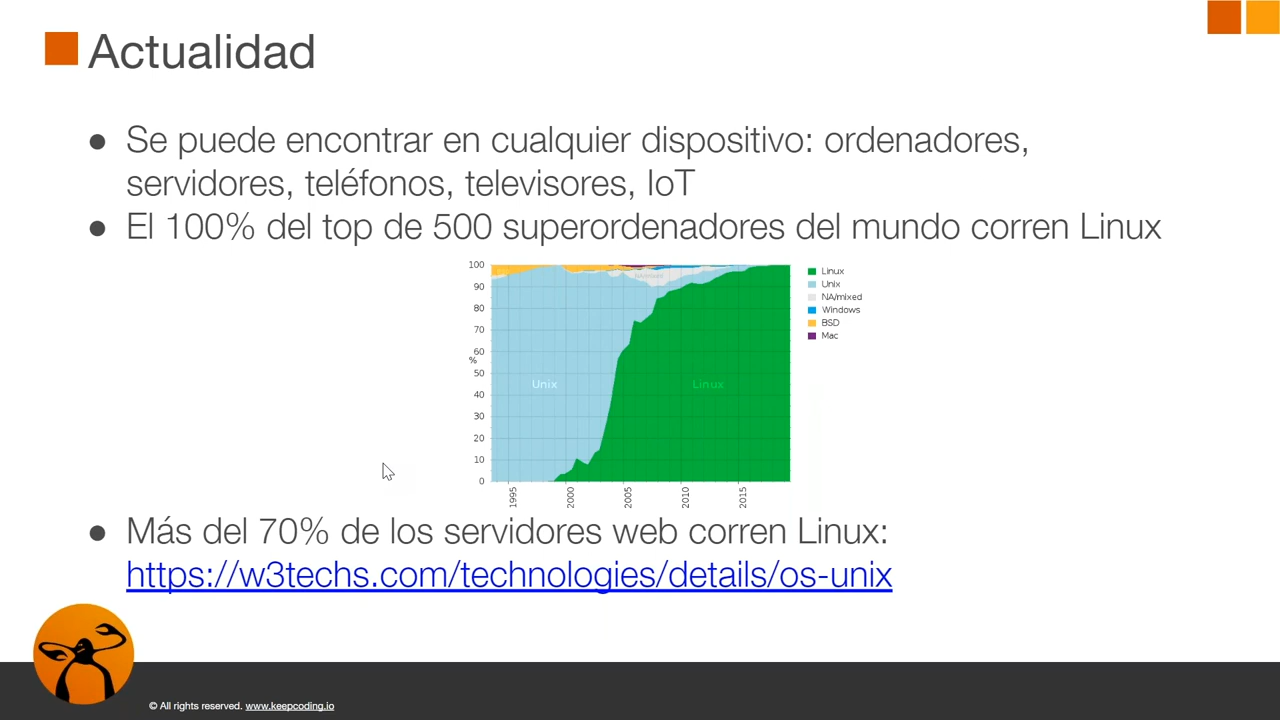 Actualidad
● Se puede encontrar en cualquier dispositivo: ordenadores,
servidores, teléfonos, televisores, IoT
● El 100% del top de 500 superordenadores del mundo corren Linux
100
90
80
70
60
%
50
40
30
20
10
0
Unix
Linux
NA/mixed
1995
2000
2005
2010
2015
Linux
Unix
NA/mixed
Windows
BSD
Mac
● Más del 70% de los servidores web corren Linux:
https://w3techs.com/technologies/details/os-unix
© All rights reserved. www.keepcoding.io